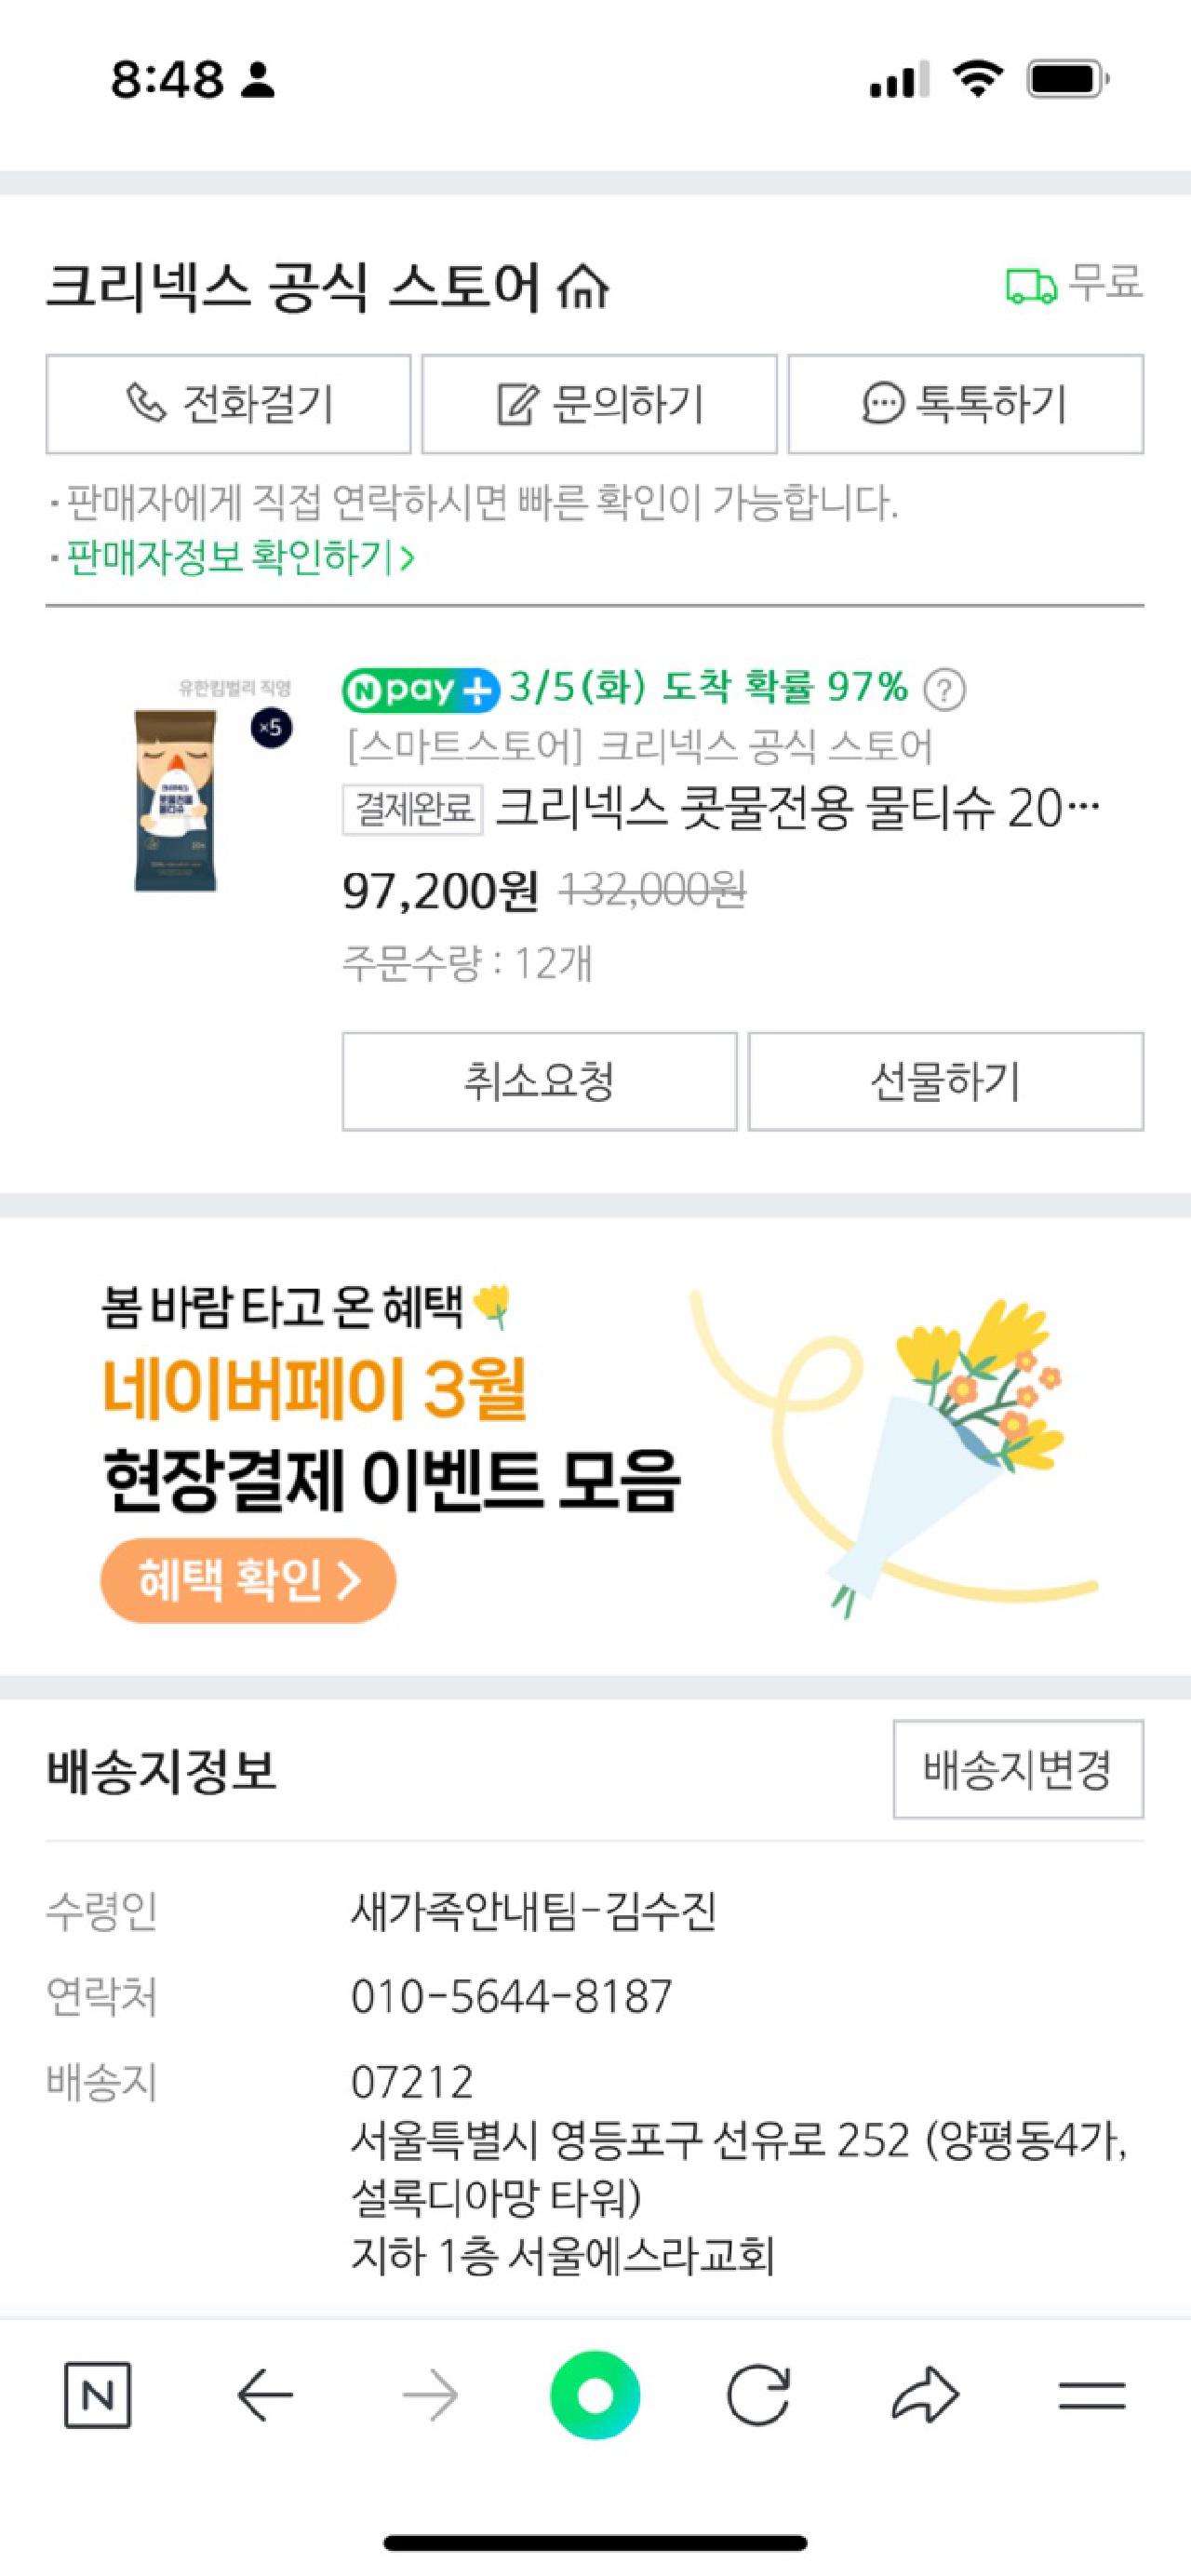 8:48
크리넥스 공식 스토어
무료
전화걸기
문의하기
톡톡하기
· 판매자에게 직접 연락하시면 빠른 확인이 가능합니다.
· 판매자정보 확인하기 >
유한킴벌리 직영
×5
N pay + 3/5(화) 도착 확률 97% ?
[스마트스토어] 크리넥스 공식 스토어
결제완료 크리넥스 콧물전용 물티슈 20…
97,200원 132,000원
주문수량 : 12개
취소요청
선물하기
봄 바람 타고 온 혜택
네이버페이 3월
현장결제 이벤트 모음
혜택 확인 >
배송지정보
배송지변경
수령인 새가족안내팀-김수진
연락처 010-5644-8187
배송지 07212
서울특별시 영등포구 선유로 252 (양평동4가,
설록디아망 타워)
지하 1층 서울에스라교회
N